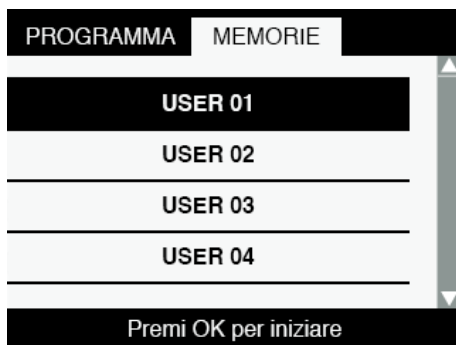 PROGRAMMA MEMORIE
USER 01
USER 02
USER 03
USER 04
Premi OK per iniziare